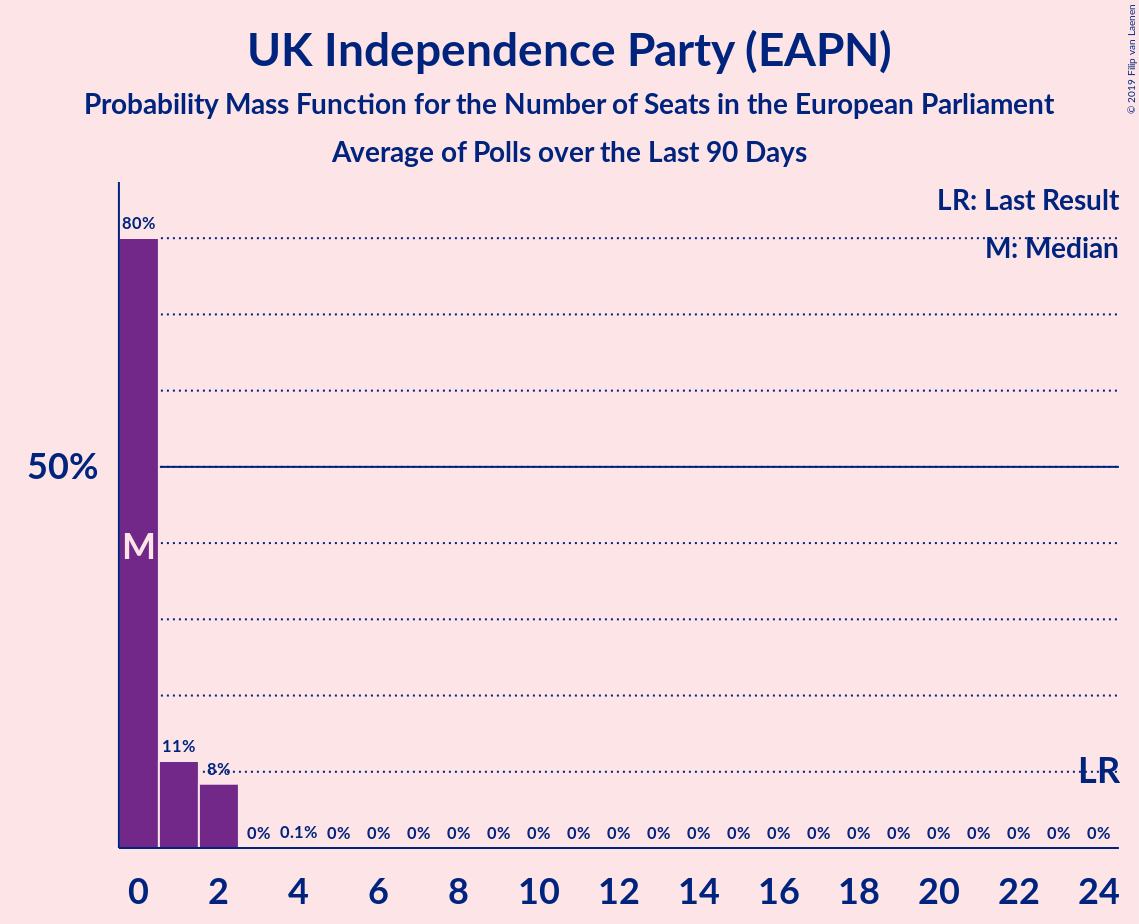 UK Independence Party (EAPN)
Probability Mass Function for the Number of Seats in the European Parliament
Average of Polls over the Last 90 Days
© 2019 Filip van Laenen
LR: Last Result
M: Median
80%
50%
M
11%
8%
LR
0% 0.1% 0% 0% 0% 0% 0% 0% 0% 0% 0% 0% 0% 0% 0% 0% 0% 0% 0% 0% 0% 0%
0 2 4 6 8 10 12 14 16 18 20 22 24